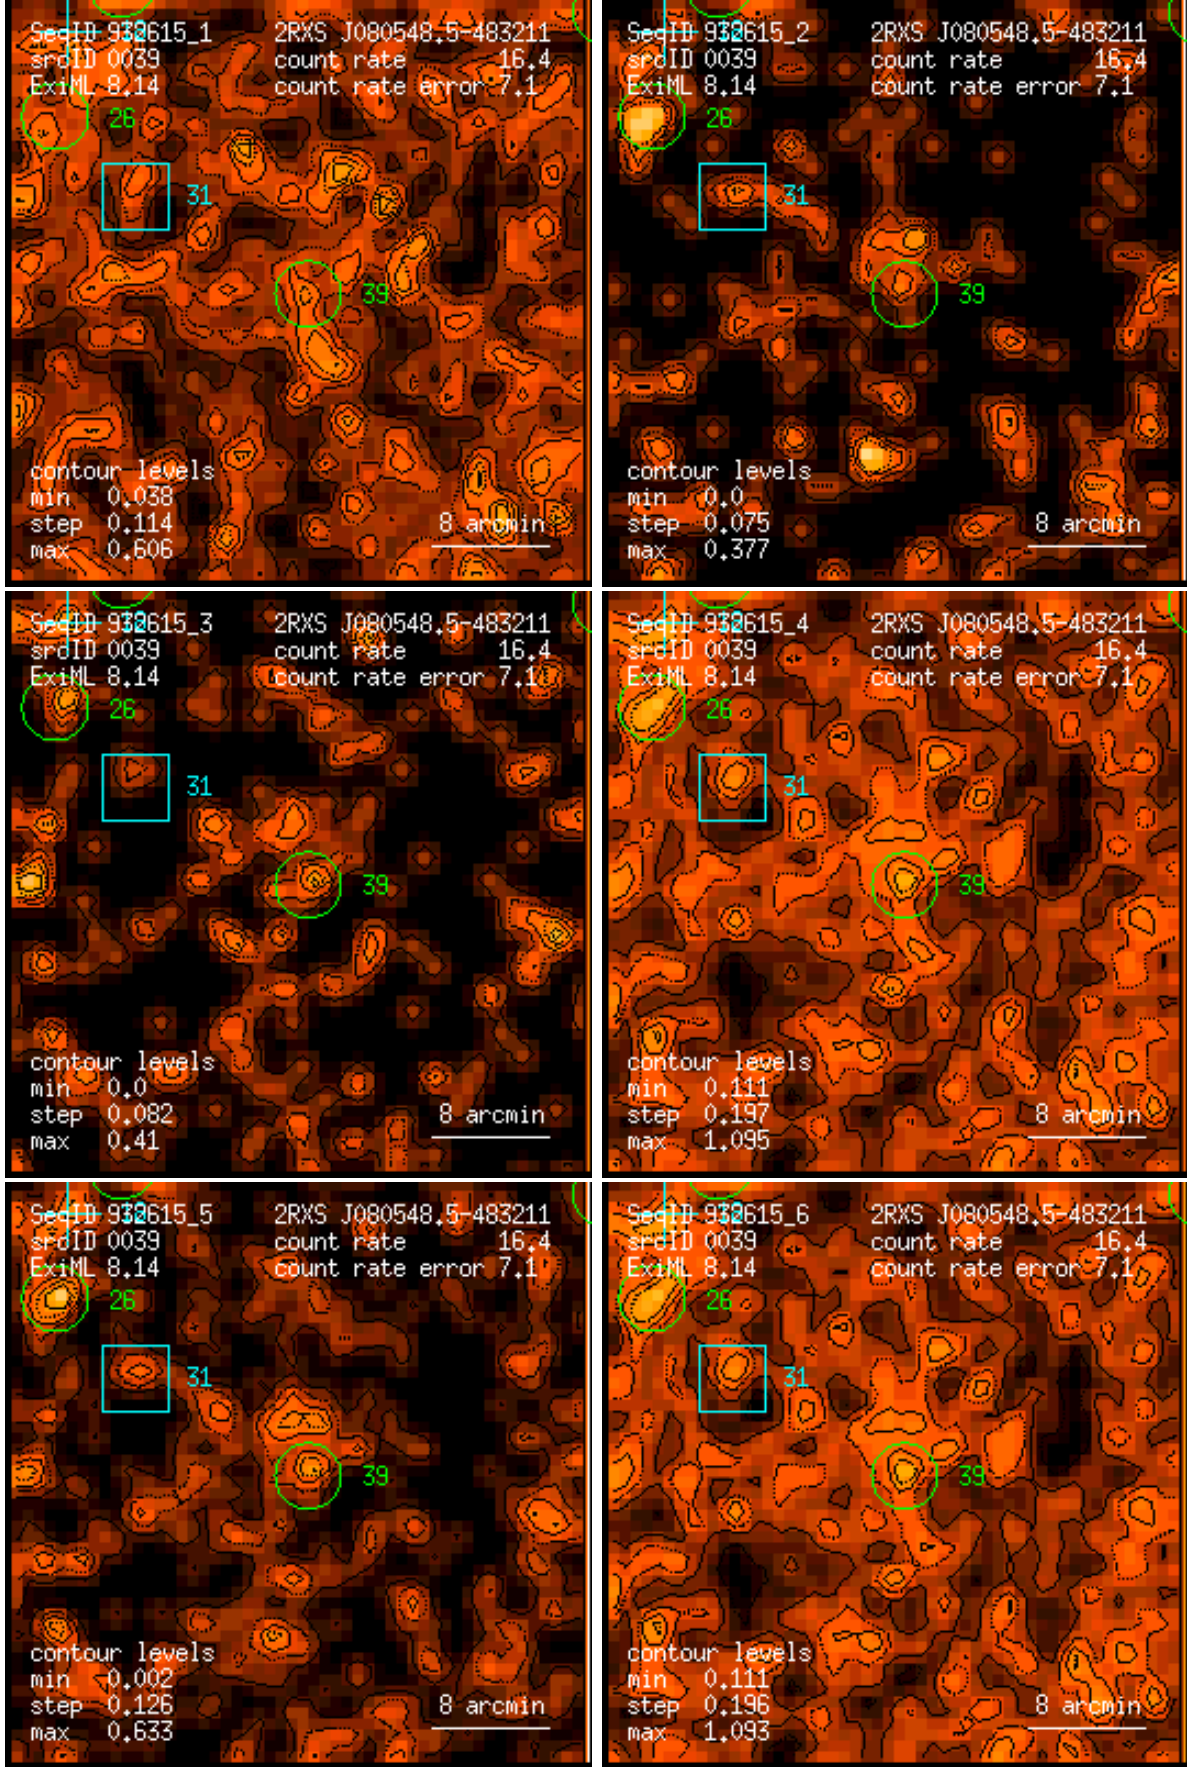 SeqID 932615_1 2RXS J080548.5-483211
srcID 0039 count rate 16.4
ExiML 8.14 count rate error 7.1
26
31
39
contour levels
min 0.038
step 0.114 8 arcmin
max 0.606
SeqID 932615_2 2RXS J080548.5-483211
srcID 0039 count rate 16.4
ExiML 8.14 count rate error 7.1
26
31
39
contour levels
min 0.0
step 0.075 8 arcmin
max 0.377
SeqID 932615_3 2RXS J080548.5-483211
srcID 0039 count rate 16.4
ExiML 8.14 count rate error 7.1
26
31
39
contour levels
min 0.0
step 0.082 8 arcmin
max 0.41
SeqID 932615_4 2RXS J080548.5-483211
srcID 0039 count rate 16.4
ExiML 8.14 count rate error 7.1
26
31
39
contour levels
min 0.111
step 0.197 8 arcmin
max 1.095
SeqID 932615_5 2RXS J080548.5-483211
srcID 0039 count rate 16.4
ExiML 8.14 count rate error 7.1
26
31
39
contour levels
min 0.002
step 0.126 8 arcmin
max 0.633
SeqID 932615_6 2RXS J080548.5-483211
srcID 0039 count rate 16.4
ExiML 8.14 count rate error 7.1
26
31
39
contour levels
min 0.111
step 0.196 8 arcmin
max 1.093